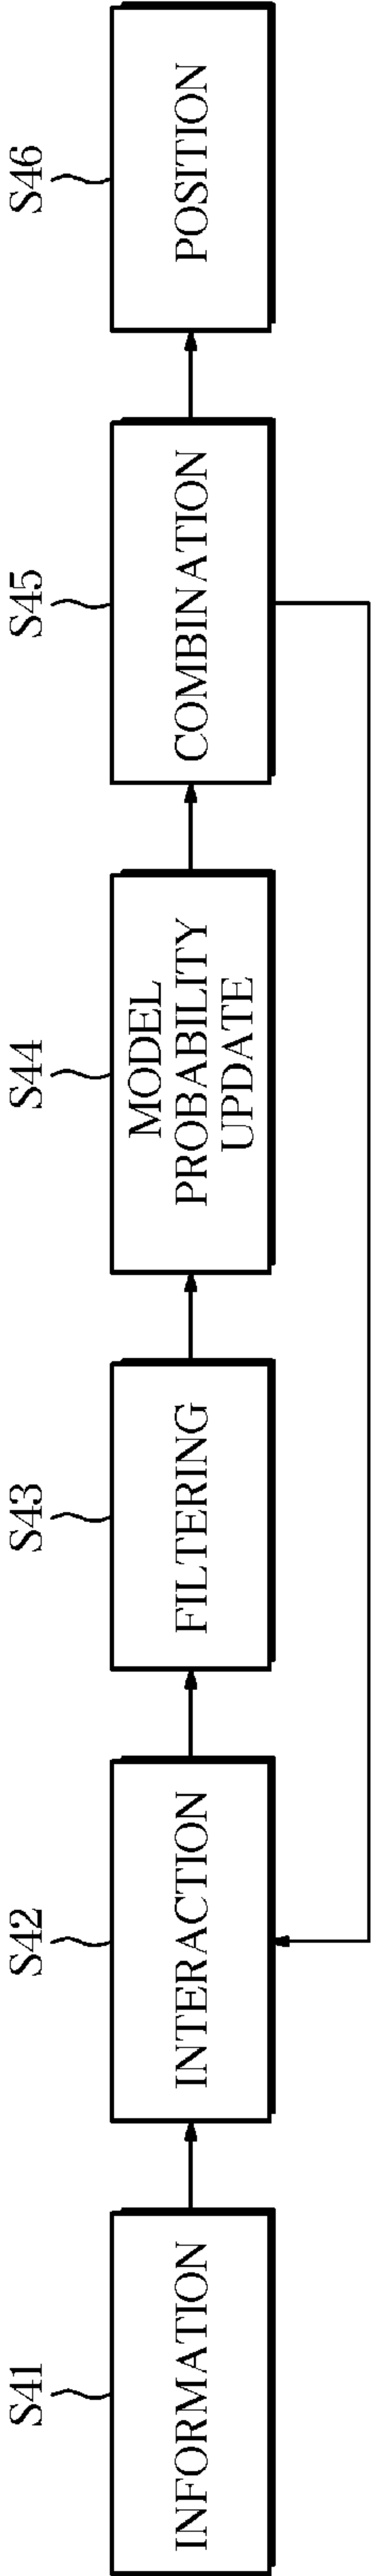 S41
INFORMATION
S42
INTERACTION
S43
FILTERING
S44
MODEL
PROBABILITY
UPDATE
S45
COMBINATION
S46
POSITION